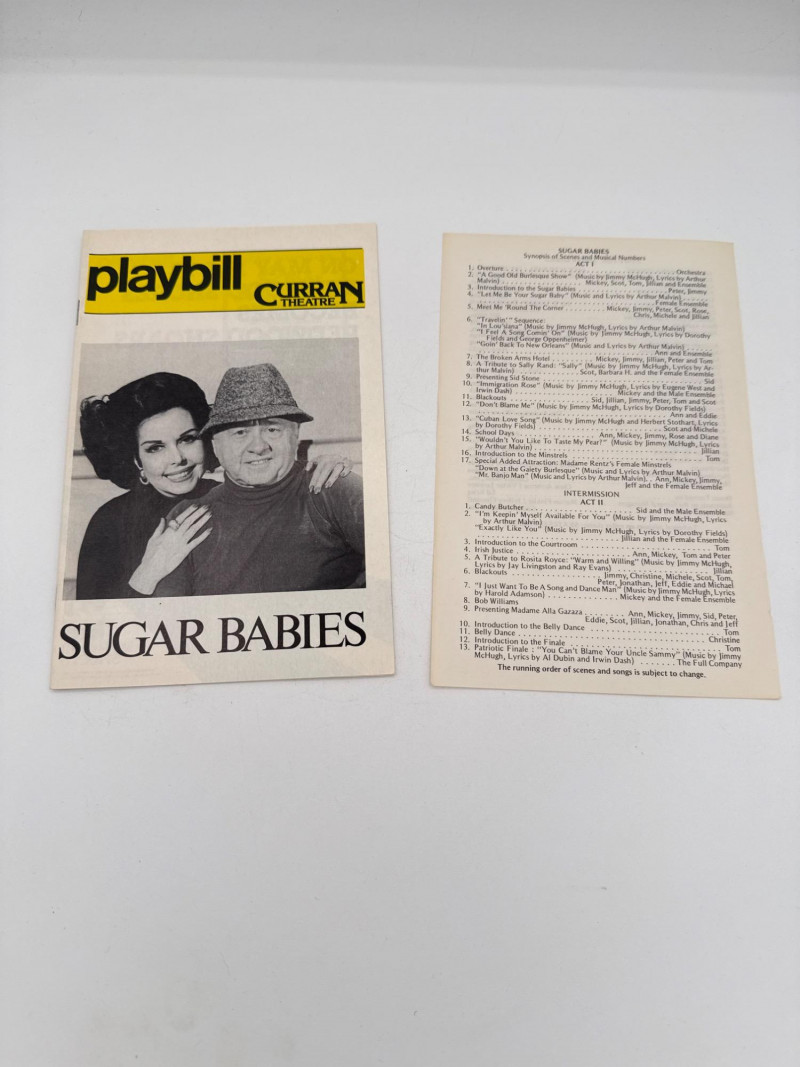 playbill
CURRAN
THEATRE
SUGAR BABIES
SUGAR BABIES
Synopsis of Scenes and Musical Numbers
ACT I
1. Overture . . . . . . . . . . . . . . . . . . . . Orchestra
2. "A Good Old Burlesque Show" (Music by Jimmy McHugh, Lyrics by Arthur
Malvin) . . . . . . . . . . Mickey, Scot, Tom, Jillian and Ensemble
3. Introduction to the Sugar Babies . . . . . . . . . . Peter, Jimmy
4. "Let Me Be Your Sugar Baby" (Music and Lyrics by Arthur Malvin) . . . . .
. . . . . . . . . . Female Ensemble
5. Meet Me 'Round The Corner . . . . . . . . . . Mickey, Jimmy, Peter, Scot, Rose,
Chris, Michele and Jillian
6. "Travelin' " Sequence:
"In Lou'siana" (Music by Jimmy McHugh, Lyrics by Arthur Malvin)
"I Feel A Song Comin' On" (Music by Jimmy McHugh, Lyrics by Dorothy
Fields and George Oppenheimer)
"Goin' Back To New Orleans" (Music and Lyrics by Arthur Malvin) . . . . .
. . . . . . . . . . Ann and Ensemble
7. The Broken Arms Hotel . . . . . . . . . . Mickey, Jimmy, Jillian, Peter and Tom
8. A Tribute to Sally Rand: "Sally" (Music by Jimmy McHugh, Lyrics by Ar-
thur Malvin) . . . . . . . . . . Scot, Barbara H. and the Female Ensemble
9. Presenting Sid Stone . . . . . . . . . . Sid
10. "Immigration Rose" (Music by Jimmy McHugh, Lyrics by Eugene West and
Irwin Dash) . . . . . . . . . . Mickey and the Male Ensemble
11. Blackouts . . . . . . . . . . Sid, Jillian, Jimmy, Peter, Tom and Scot
12. "Don't Blame Me" (Music by Jimmy McHugh, Lyrics by Dorothy Fields)
. . . . . . . . . . Ann and Eddie
13. "Cuban Love Song" (Music by Jimmy McHugh and Herbert Stothart, Lyrics
by Dorothy Fields) . . . . . . . . . . Scot and Michele
14. School Days . . . . . . . . . . Ann, Mickey, Jimmy, Rose and Diane
15. "Wouldn't You Like To Taste My Pear?" (Music by Jimmy McHugh, Lyrics
by Arthur Malvin) . . . . . . . . . . Jillian
16. Introduction to the Minstrels . . . . . . . . . . Tom
17. Special Added Attraction: Madame Rentz's Female Minstrels
"Down at the Gaiety Burlesque" (Music by Arthur Malvin)
"Mr. Banjo Man" (Music and Lyrics by Arthur Malvin) . . Ann, Mickey, Jimmy,
Jeff and the Female Ensemble
INTERMISSION
ACT II
1. Candy Butcher . . . . . . . . . . Sid and the Male Ensemble
2. "I'm Keepin' Myself Available For You" (Music by Jimmy McHugh, Lyrics
by Arthur Malvin)
"Exactly Like You" (Music by Jimmy McHugh, Lyrics by Dorothy Fields)
. . . . . . . . . . Jillian and the Female Ensemble
3. Introduction to the Courtroom . . . . . . . . . . Tom
4. Irish Justice . . . . . . . . . . Ann, Mickey, Tom and Peter
5. A Tribute to Rosita Royce: "Warm and Willing" (Music by Jimmy McHugh,
Lyrics by Jay Livingston and Ray Evans) . . . . . . . . . . Jillian
6. Blackouts . . . . . . . . . . Jimmy, Christine, Michele, Scot, Tom,
Peter, Jonathan, Jeff, Eddie and Michael
7. "I Just Want To Be A Song and Dance Man" (Music by Jimmy McHugh, Lyrics
by Harold Adamson) . . . . . . . . . . Mickey and the Female Ensemble
8. Bob Williams
9. Presenting Madame Alla Gazaza . . . . . . . . Ann, Mickey, Jimmy, Sid, Peter,
Eddie, Scot, Jillian, Jonathan, Chris and Jeff
10. Introduction to the Belly Dance . . . . . . . . . . Tom
11. Belly Dance . . . . . . . . . . Christine
12. Introduction to the Finale . . . . . . . . . . Tom
13. Patriotic Finale : "You Can't Blame Your Uncle Sammy" (Music by Jimmy
McHugh, Lyrics by Al Dubin and Irwin Dash) . . . . . . . The Full Company
The running order of scenes and songs is subject to change.